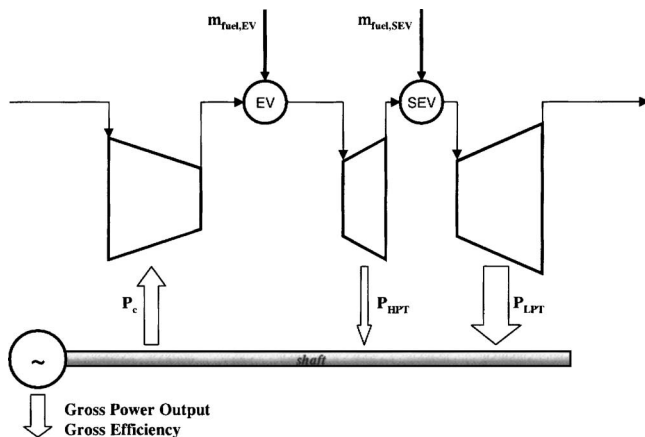 m_fuel,EV
m_fuel,SEV
EV
SEV
P_c
P_HPT
P_LPT
~
shaft
Gross Power Output
Gross Efficiency